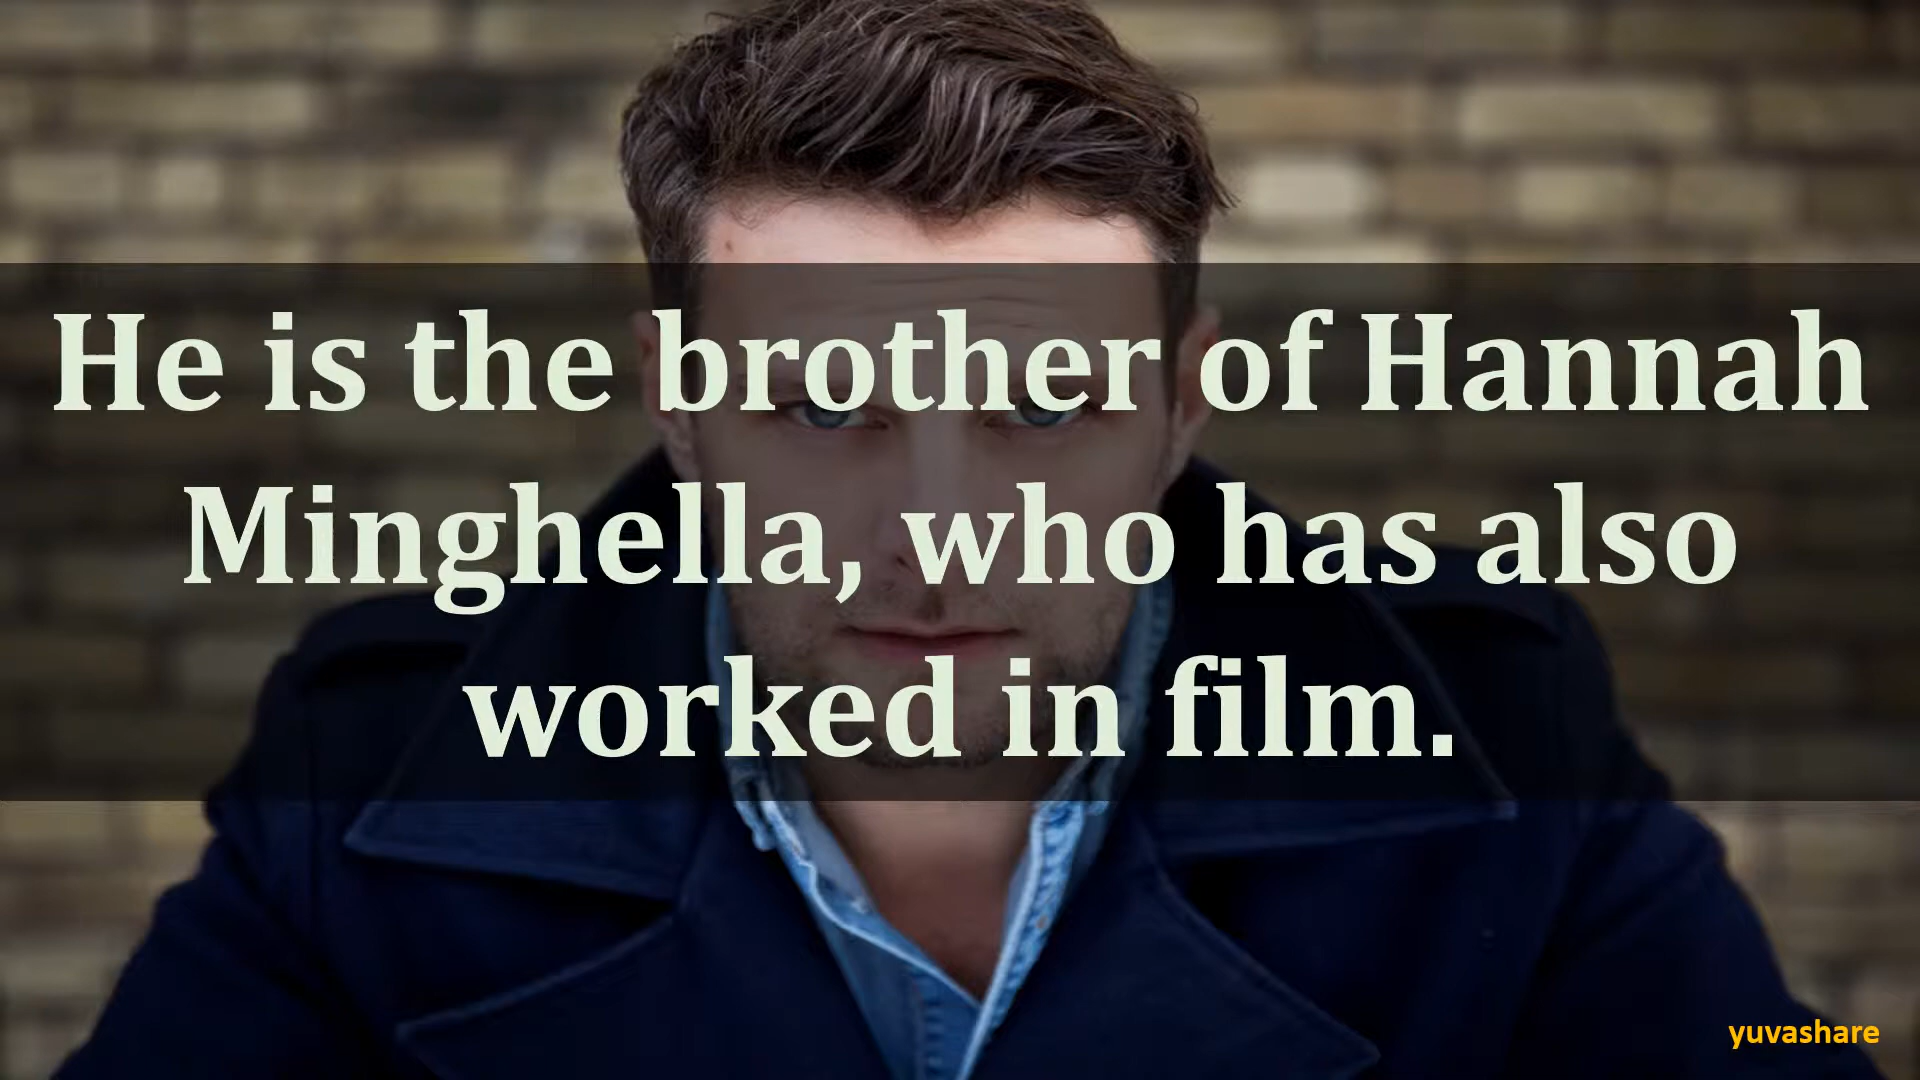 He is the brother of Hannah
Minghella, who has also
worked in film.
yuvashare